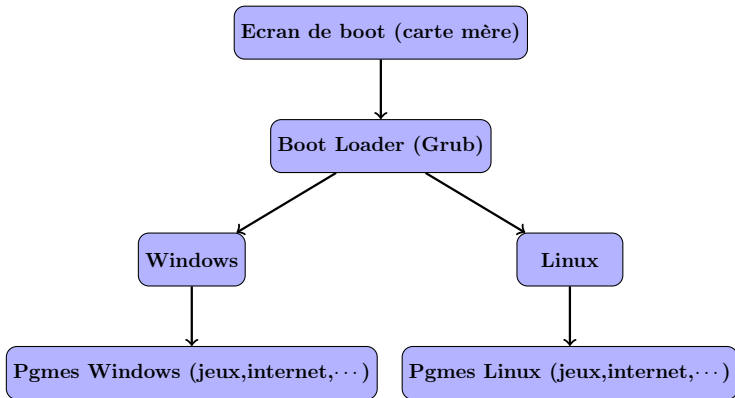 Ecran de boot (carte mère)
Boot Loader (Grub)
Windows
Linux
Pgmes Windows (jeux,internet,···)
Pgmes Linux (jeux,internet,···)